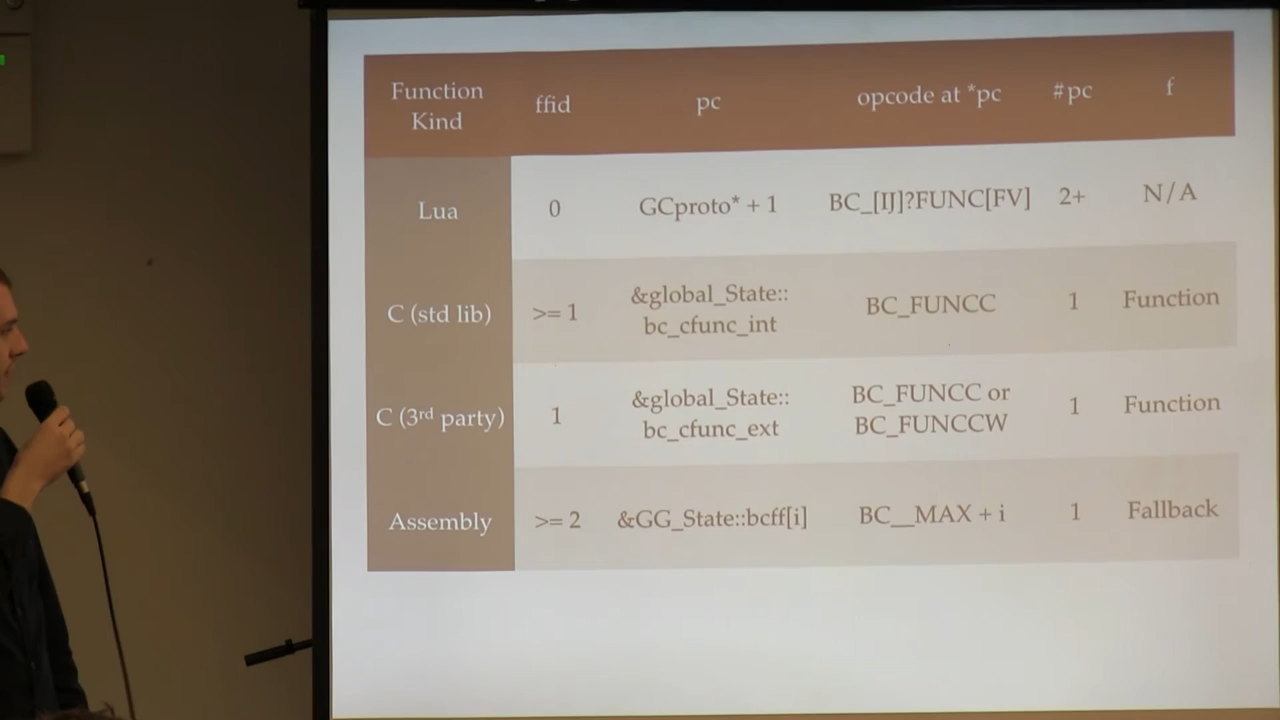 Function Kind ffid pc opcode at *pc #pc f
Lua 0 GCproto* + 1 BC_[IJ]?FUNC[FV] 2+ N/A
C (std lib) >= 1 &global_State:: bc_cfunc_int BC_FUNCC 1 Function
C (3rd party) 1 &global_State:: bc_cfunc_ext BC_FUNCC or BC_FUNCCW 1 Function
Assembly >= 2 &GG_State::bcff[i] BC__MAX + i 1 Fallback